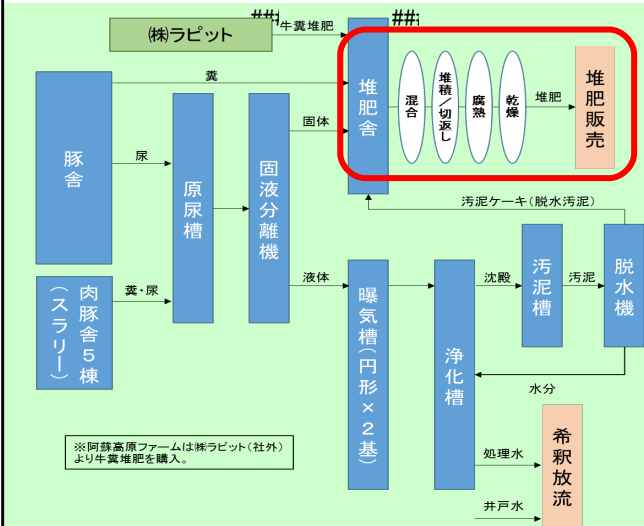 ##:
##:
㈱ラピット
牛糞堆肥
糞
豚舎
尿
原尿槽
固液分離機
固体
堆肥舎
混合
堆積/切返し
腐熟
乾燥
堆肥
堆肥販売
汚泥ケーキ(脱水汚泥)
肉豚舎5棟
(スラリー)
糞・尿
液体
曝気槽(円形×2基)
浄化槽
沈殿
汚泥槽
汚泥
脱水機
水分
処理水
井戸水
希釈放流
※阿蘇高原ファームは㈱ラビット(社外)
より牛糞堆肥を購入。